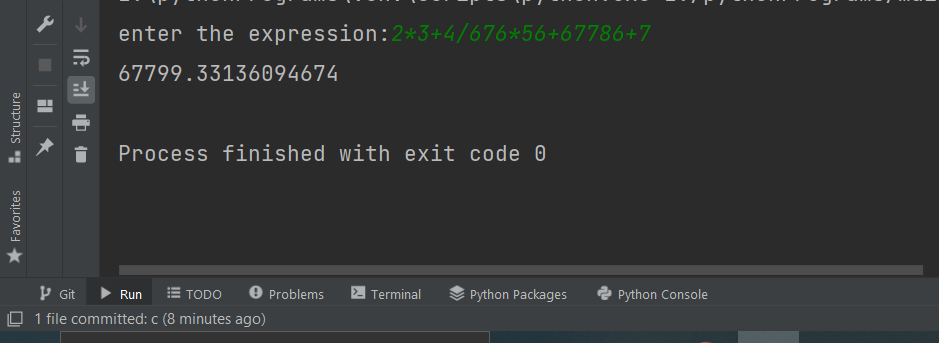 enter the expression:2*3+4/676*56+67786+7
67799.33136094674
Process finished with exit code 0
Structure
Favorites
Git
Run
TODO
Problems
Terminal
Python Packages
Python Console
1 file committed: c (8 minutes ago)